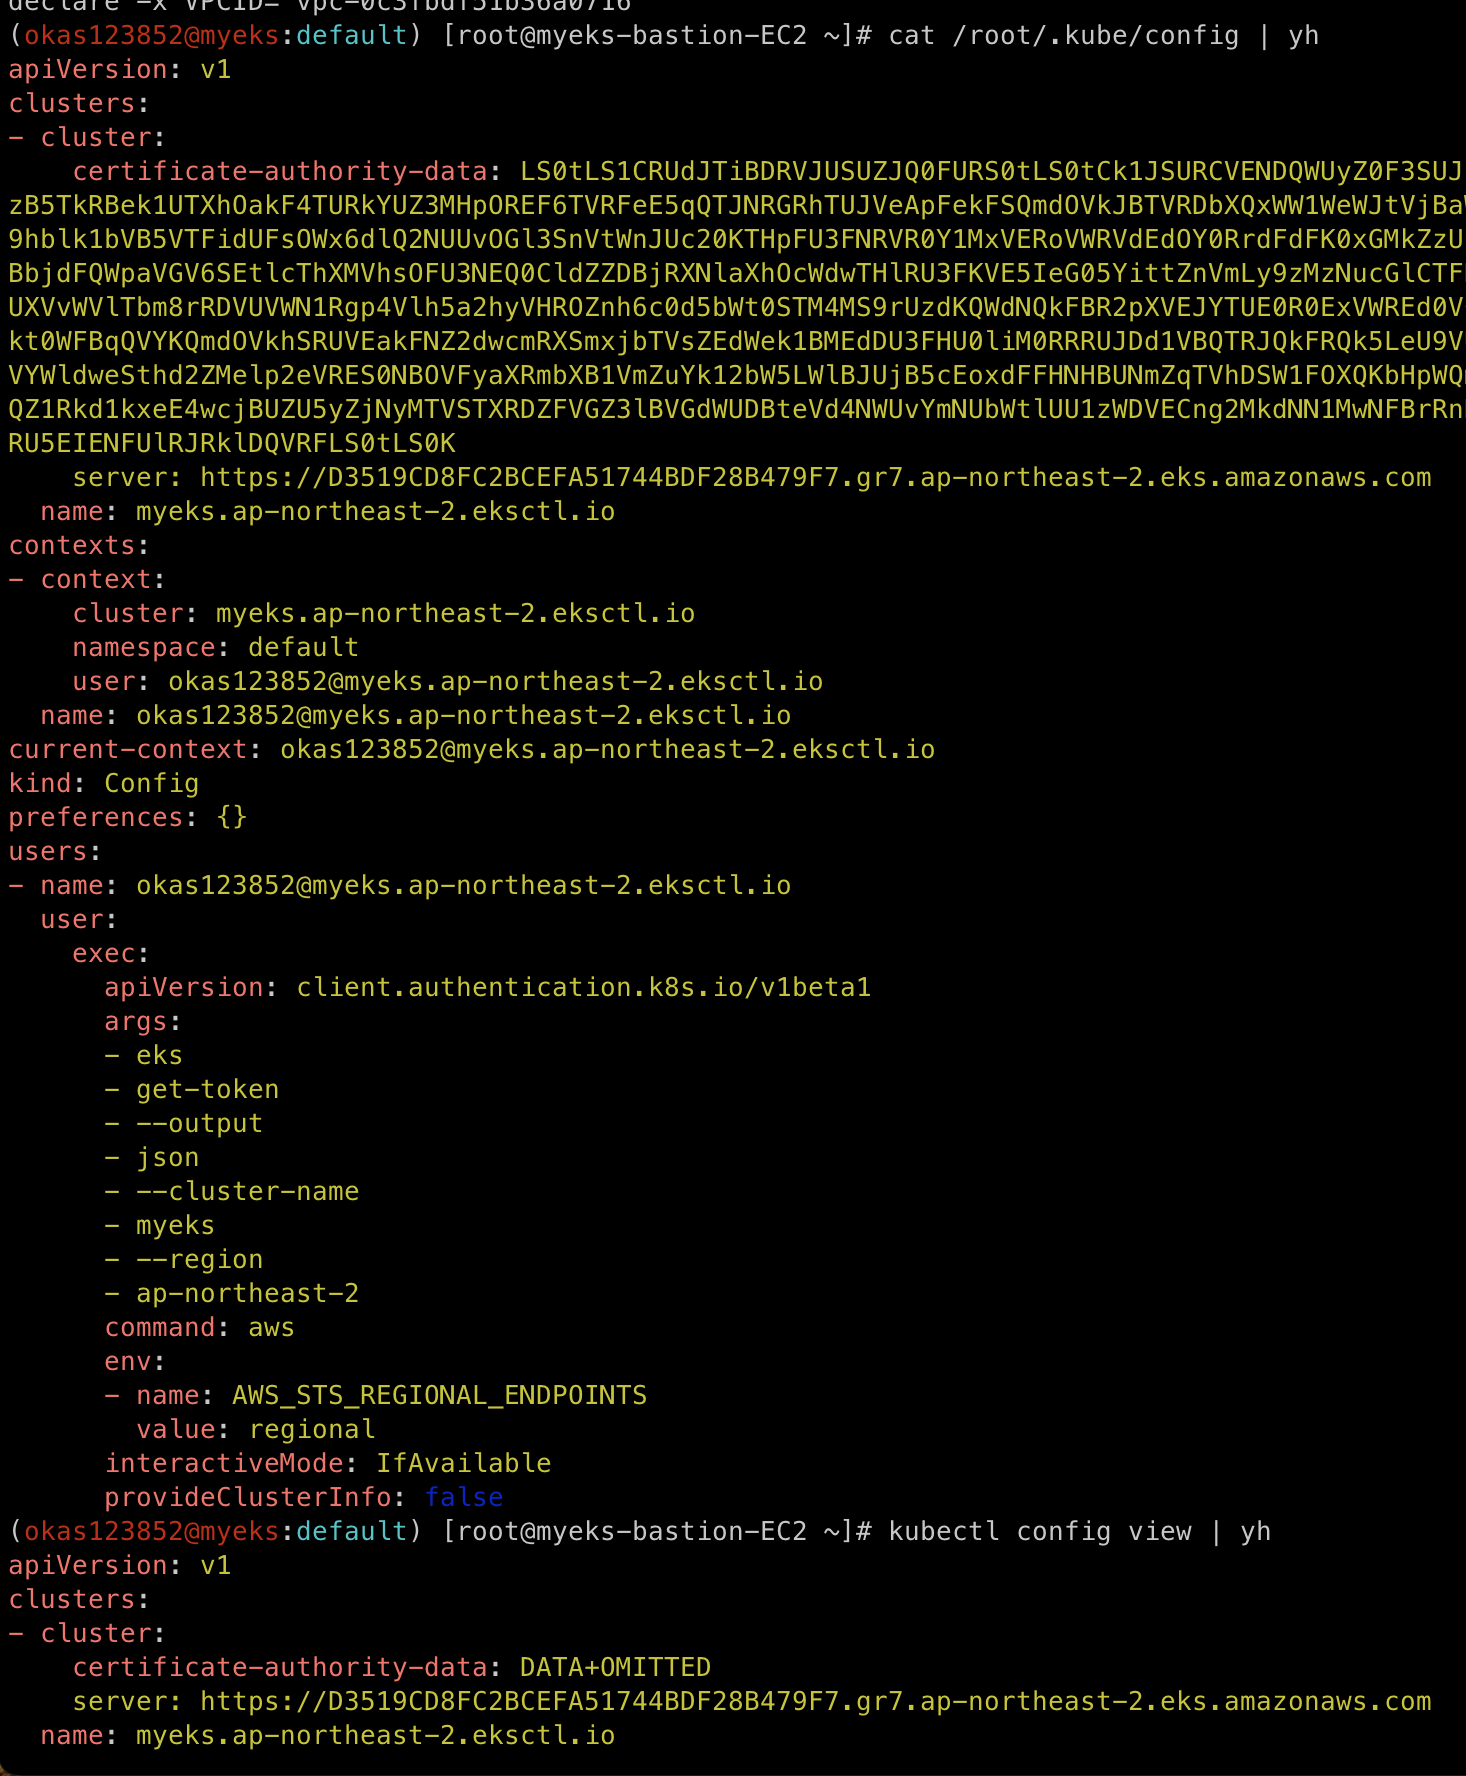 declare -x VPCID="vpc-0c3fbdf51b36a0716"
(okas123852@myeks:default) [root@myeks-bastion-EC2 ~]# cat /root/.kube/config | yh
apiVersion: v1
clusters:
- cluster:
    certificate-authority-data: LS0tLS1CRUdJTiBDRVJUSUZJQ0FURS0tLS0tCk1JSURCVENDQWUyZ0F3SUJ
zB5TkRBek1UTXhOakF4TURkYUZ3MHpOREF6TVRFeE5qQTJNRGRhTUJVeApFekFSQmdOVkJBTVRDbXQxWW1WeWJtVjBa
9hblk1bVB5VTFidUFsOWx6dlQ2NUUvOGl3SnVtWnJUc20KTHpFU3FNRVR0Y1MxVERoVWRVdEdOY0RrdFdFK0xGMkZzU
BbjdFQWpaVGV6SEtlcThXMVhsOFU3NEQ0CldZZDBjRXNlaXhOcWdwTHlRU3FKVE5IeG05YittZnVmLy9zMzNucGlCTF
UXVvWVlTbm8rRDVUVWN1Rgp4Vlh5a2hyVHROZnh6c0d5bWt0STM4MS9rUzdKQWdNQkFBR2pXVEJYTUE0R0ExVWREd0V
kt0WFBqQVYKQmdOVkhSRUVEakFNZ2dwcmRXSmxjbTVsZEdWek1BMEdDU3FHU0liM0RRRUJDd1VBQTRJQkFRQk5LeU9V
VYWldweSthd2ZMelp2eVRES0NBOVFyaXRmbXB1VmZuYk12bW5LWlBJUjB5cEoxdFFHNHBUNmZqTVhDSW1FOXQKbHpWQ
QZ1Rkd1kxeE4wcjBUZU5yZjNyMTVSTXRDZFVGZ3lBVGdWUDBteVd4NWUvYmNUbWtlUU1zWDVECng2MkdNN1MwNFBrRn
RU5EIENFUlRJRklDQVRFLS0tLS0K
    server: https://D3519CD8FC2BCEFA51744BDF28B479F7.gr7.ap-northeast-2.eks.amazonaws.com
  name: myeks.ap-northeast-2.eksctl.io
contexts:
- context:
    cluster: myeks.ap-northeast-2.eksctl.io
    namespace: default
    user: okas123852@myeks.ap-northeast-2.eksctl.io
  name: okas123852@myeks.ap-northeast-2.eksctl.io
current-context: okas123852@myeks.ap-northeast-2.eksctl.io
kind: Config
preferences: {}
users:
- name: okas123852@myeks.ap-northeast-2.eksctl.io
  user:
    exec:
      apiVersion: client.authentication.k8s.io/v1beta1
      args:
      - eks
      - get-token
      - --output
      - json
      - --cluster-name
      - myeks
      - --region
      - ap-northeast-2
      command: aws
      env:
      - name: AWS_STS_REGIONAL_ENDPOINTS
        value: regional
      interactiveMode: IfAvailable
      provideClusterInfo: false
(okas123852@myeks:default) [root@myeks-bastion-EC2 ~]# kubectl config view | yh
apiVersion: v1
clusters:
- cluster:
    certificate-authority-data: DATA+OMITTED
    server: https://D3519CD8FC2BCEFA51744BDF28B479F7.gr7.ap-northeast-2.eks.amazonaws.com
  name: myeks.ap-northeast-2.eksctl.io